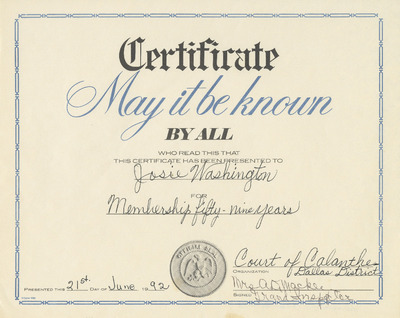 Certificate
May it be known
BY ALL
WHO READ THIS THAT
THIS CERTIFICATE HAS BEEN PRESENTED TO
Josie Washington
FOR
Membership fifty-nine years
Court of Calanthe
ORGANIZATION Dallas District
PRESENTED THIS 21st. DAY OF June 1992
Mrs. A.
SIGNED Grand